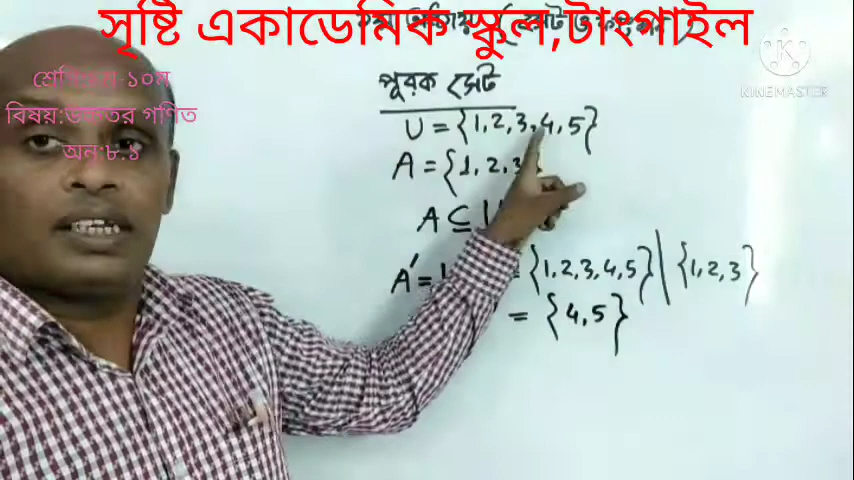 সৃষ্টি একাডেমিক স্কুল,টাংগাইল
শ্রেণি:৯ম-১০ম
বিষয়:উচ্চতর গণিত
অনু:৮.১
KINEMASTER
পূরক সেট
U = {1,2,3,4,5}
A = {1,2,3
A ⊆ U
A′ =
= {1,2,3,4,5} \ {1,2,3}
= {4,5}